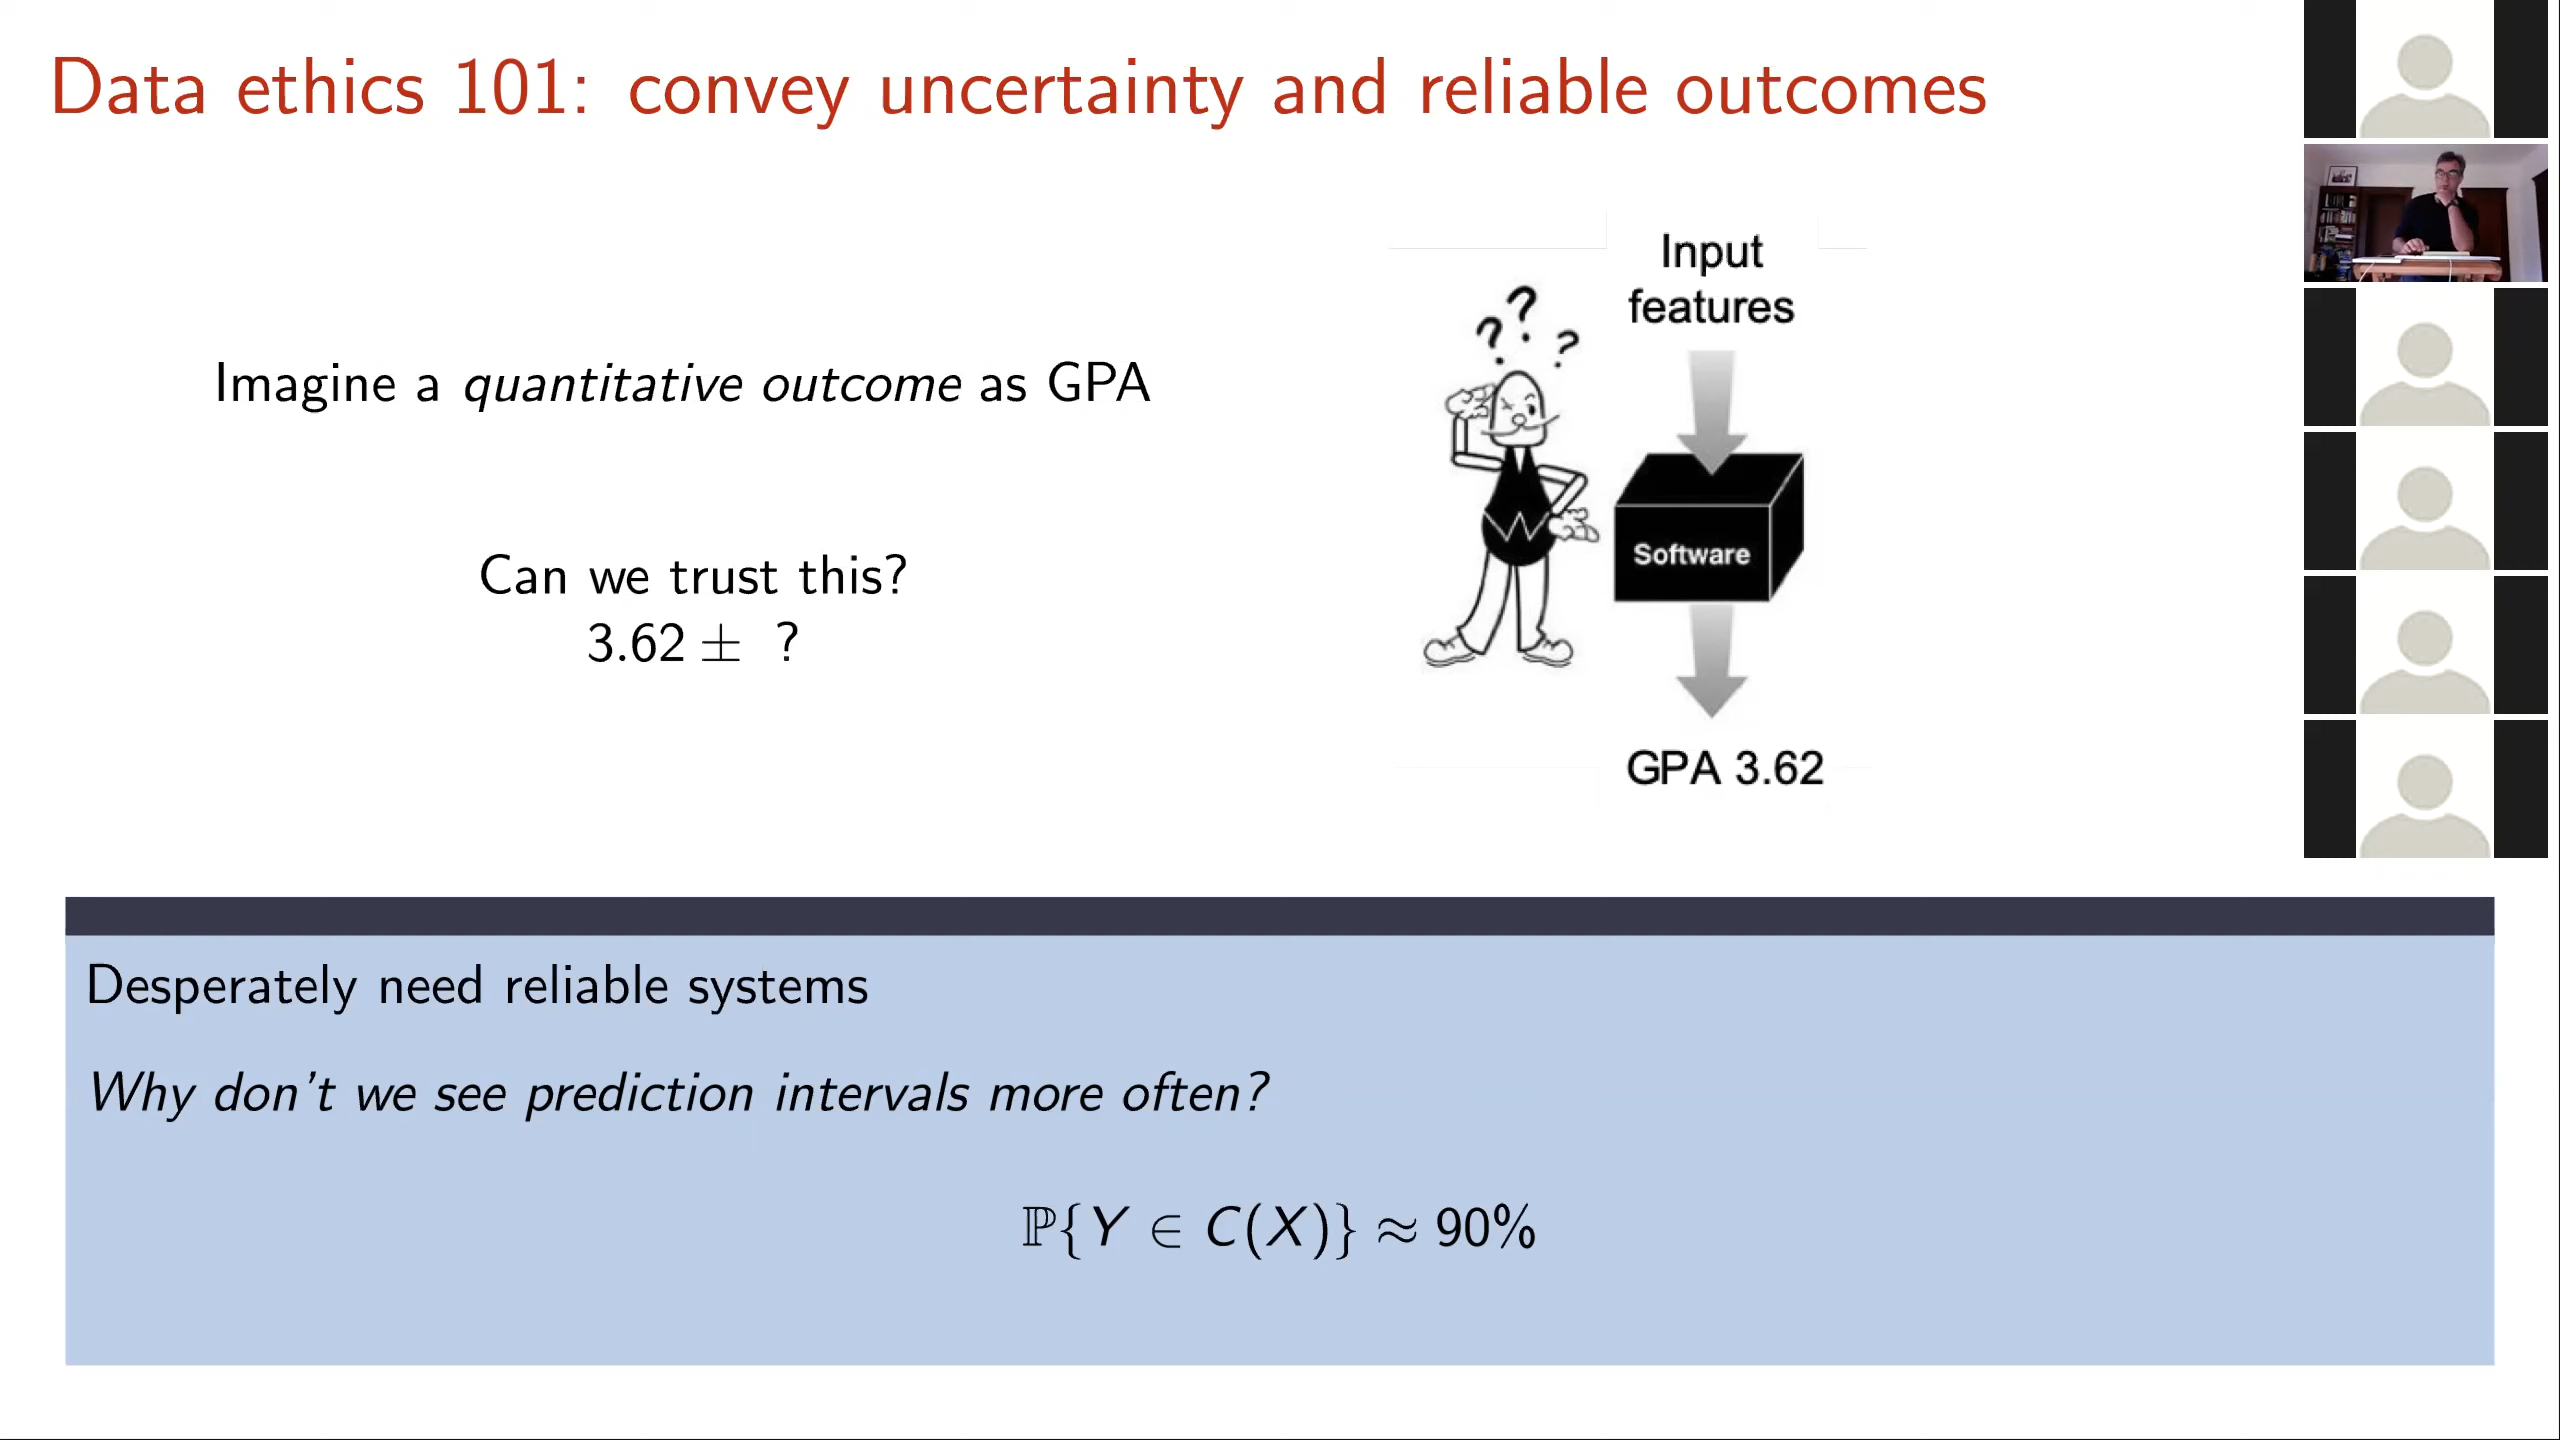 Data ethics 101: convey uncertainty and reliable outcomes
Imagine a quantitative outcome as GPA
Can we trust this?
3.62 ± ?
? ? ?
Input
features
Software
GPA 3.62
Desperately need reliable systems
Why don't we see prediction intervals more often?
ℙ{Y ∈ C(X)} ≈ 90%